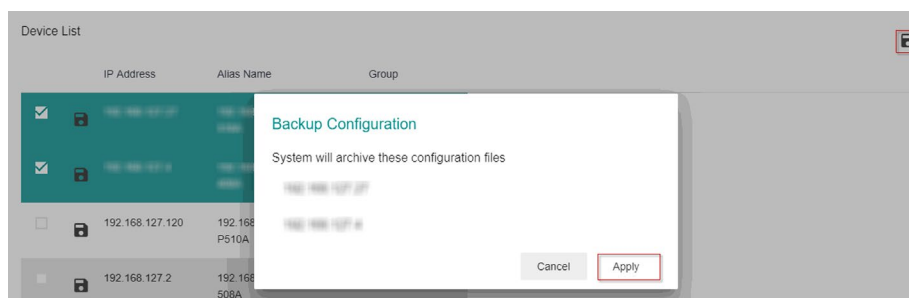 Device List
IP Address Alias Name Group
Backup Configuration
System will archive these configuration files
192.168.127.120 192.168
P510A
192.168.127.2 192.168
508A
Cancel Apply